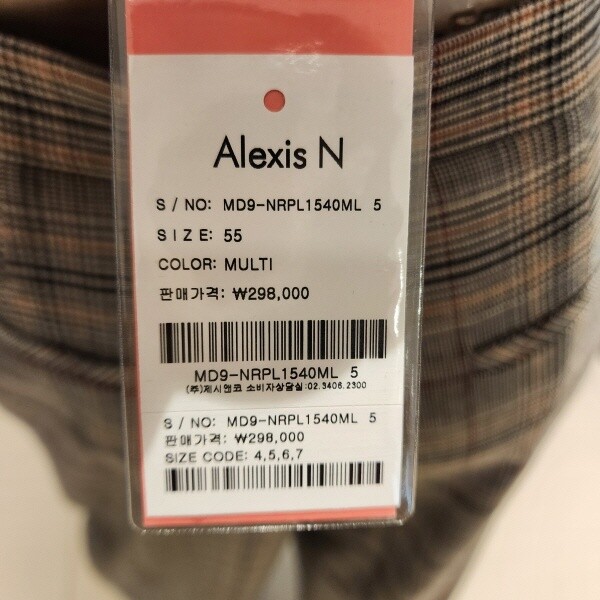 Alexis N
S / NO: MD9-NRPL1540ML 5
S I Z E: 55
COLOR: MULTI
판매가격: ₩298,000
MD9-NRPL1540ML 5
(주)제시앤코 소비자상담실:02.3406.2300
S / NO: MD9-NRPL1540ML 5
판매가격: ₩298,000
SIZE CODE: 4,5,6,7